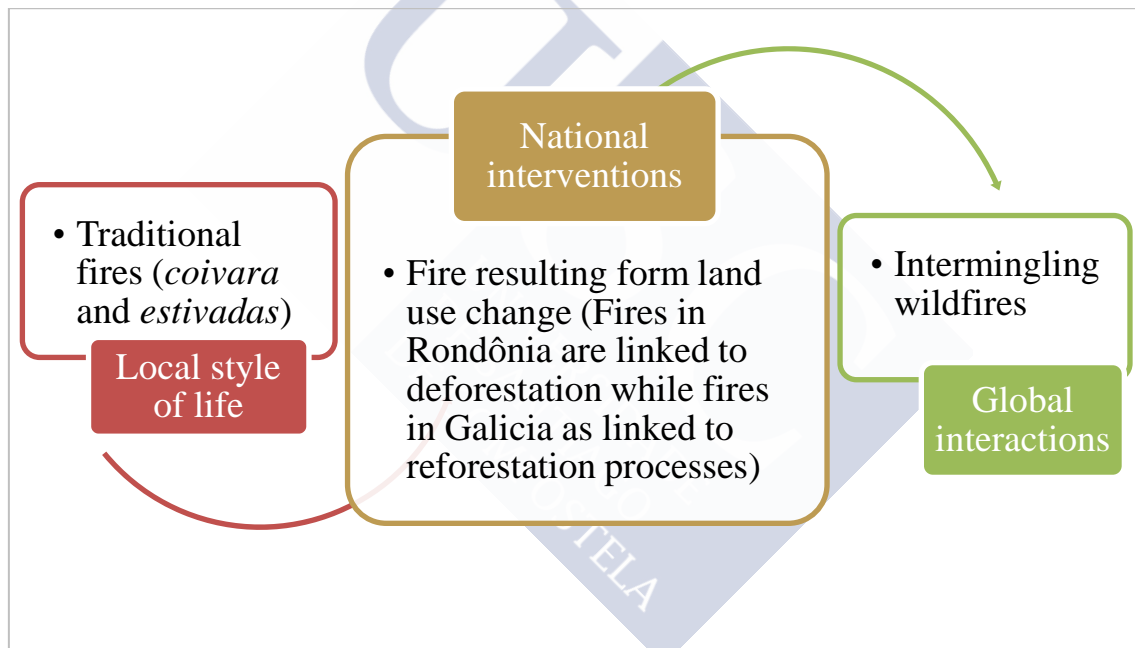 • Traditional
fires (coivara
and estivadas)
Local style
of life
National
interventions
• Fire resulting form land
use change (Fires in
Rondônia are linked to
deforestation while fires
in Galicia as linked to
reforestation processes)
• Intermingling
wildfires
Global
interactions